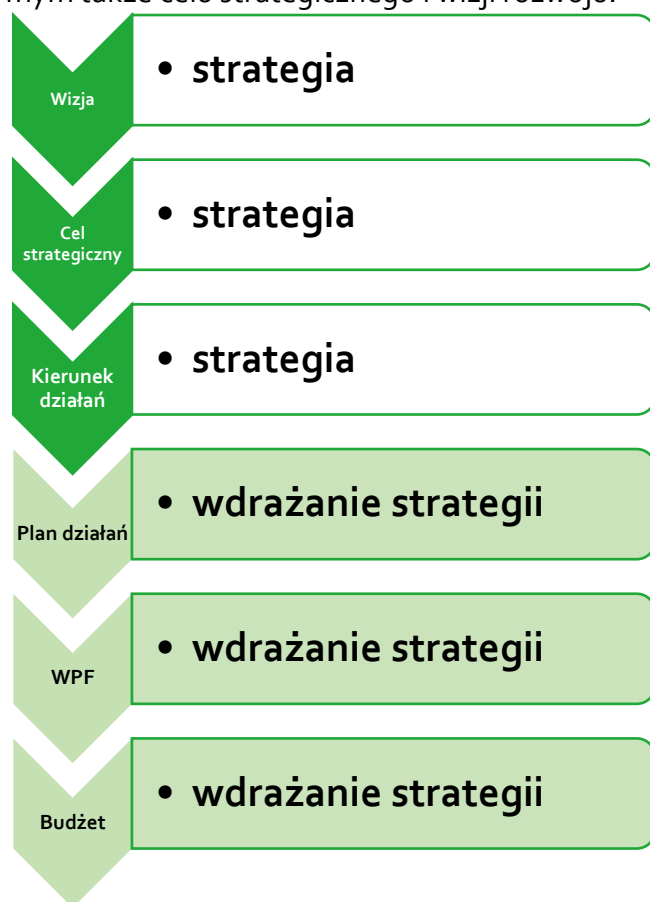 także celu strategicznego i wizji rozwoju.
Wizja
• strategia
Cel
strategiczny
• strategia
Kierunek
działań
• strategia
Plan działań
• wdrażanie strategii
WPF
• wdrażanie strategii
Budżet
• wdrażanie strategii